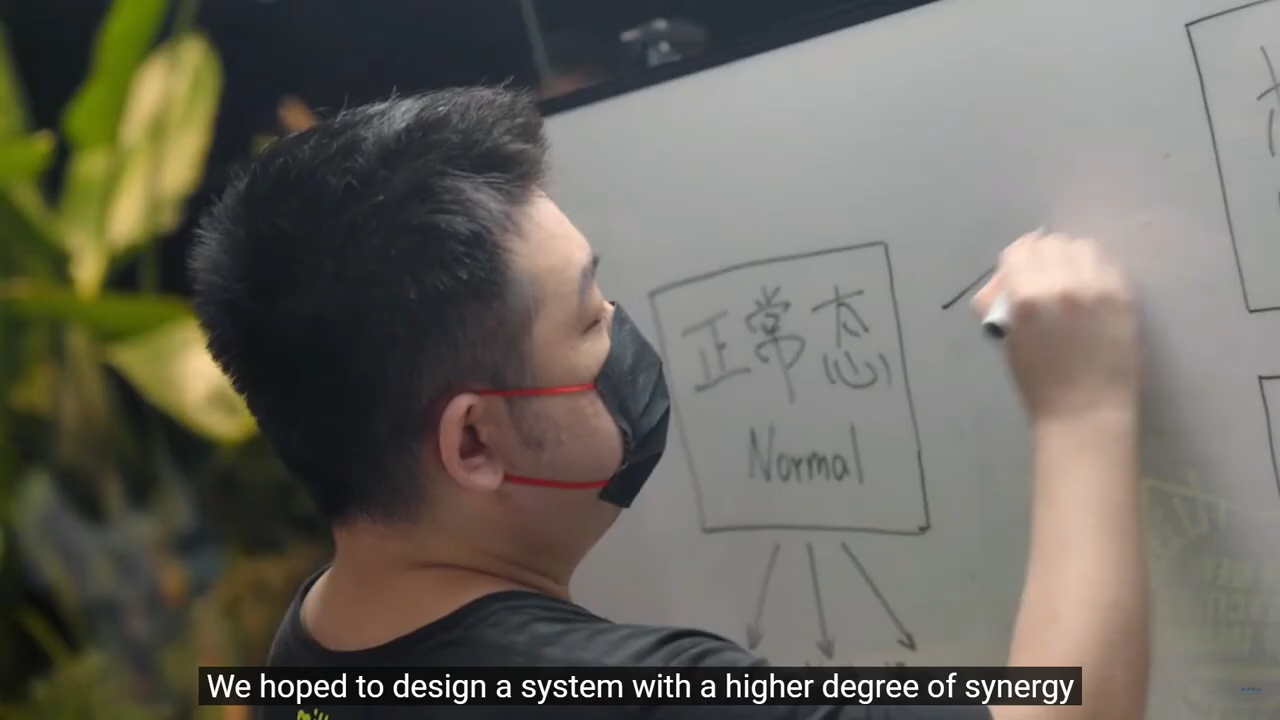 正常态
Normal
We hoped to design a system with a higher degree of synergy